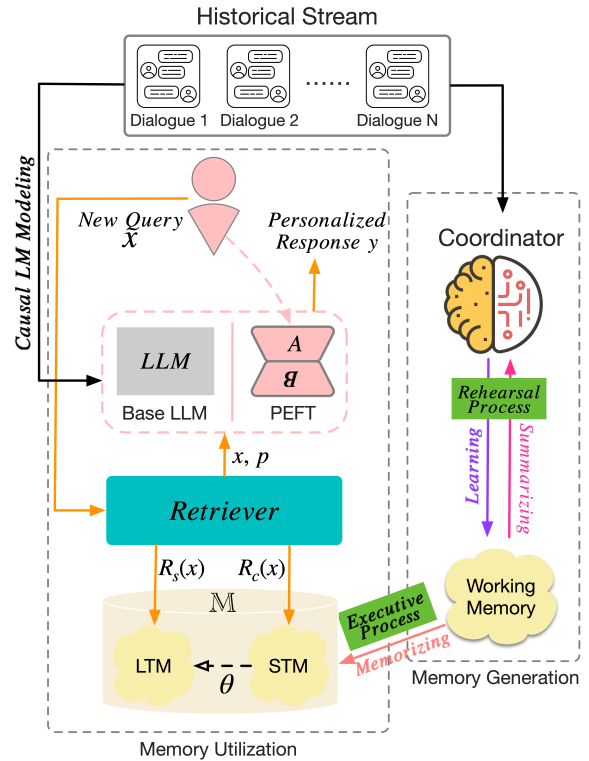 Historical Stream
Dialogue 1
Dialogue 2
......
Dialogue N
Causal LM Modeling
New Query
x
Personalized
Response y
LLM
Base LLM
A
B
PEFT
x, p
Retriever
Rs(x)
Rc(x)
𝕄
LTM
θ
STM
Memory Utilization
Coordinator
Rehearsal
Process
Learning
Summarizing
Working
Memory
Executive
Process
Memorizing
Memory Generation